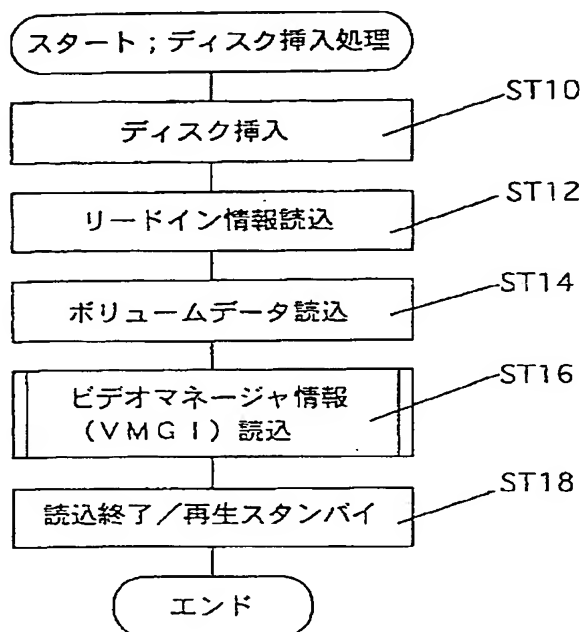 スタート；ディスク挿入処理
ST10
ディスク挿入
ST12
リードイン情報読込
ST14
ボリュームデータ読込
ST16
ビデオマネージャ情報
（ＶＭＧＩ）読込
ST18
読込終了／再生スタンバイ
エンド